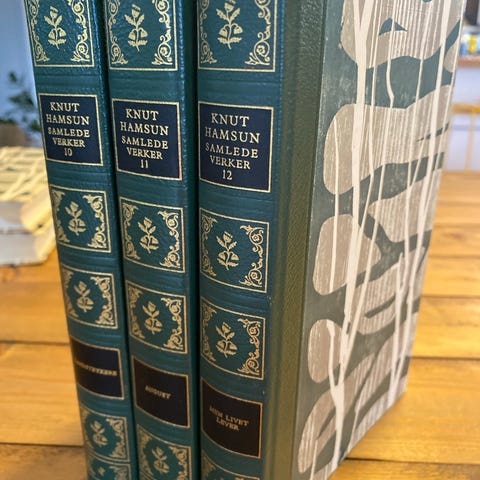 KNUT
HAMSUN
SAMLEDE
VERKER
10
KNUT
HAMSUN
SAMLEDE
VERKER
11
AUGUST
KNUT
HAMSUN
SAMLEDE
VERKER
12
MEN LIVET
LEVER